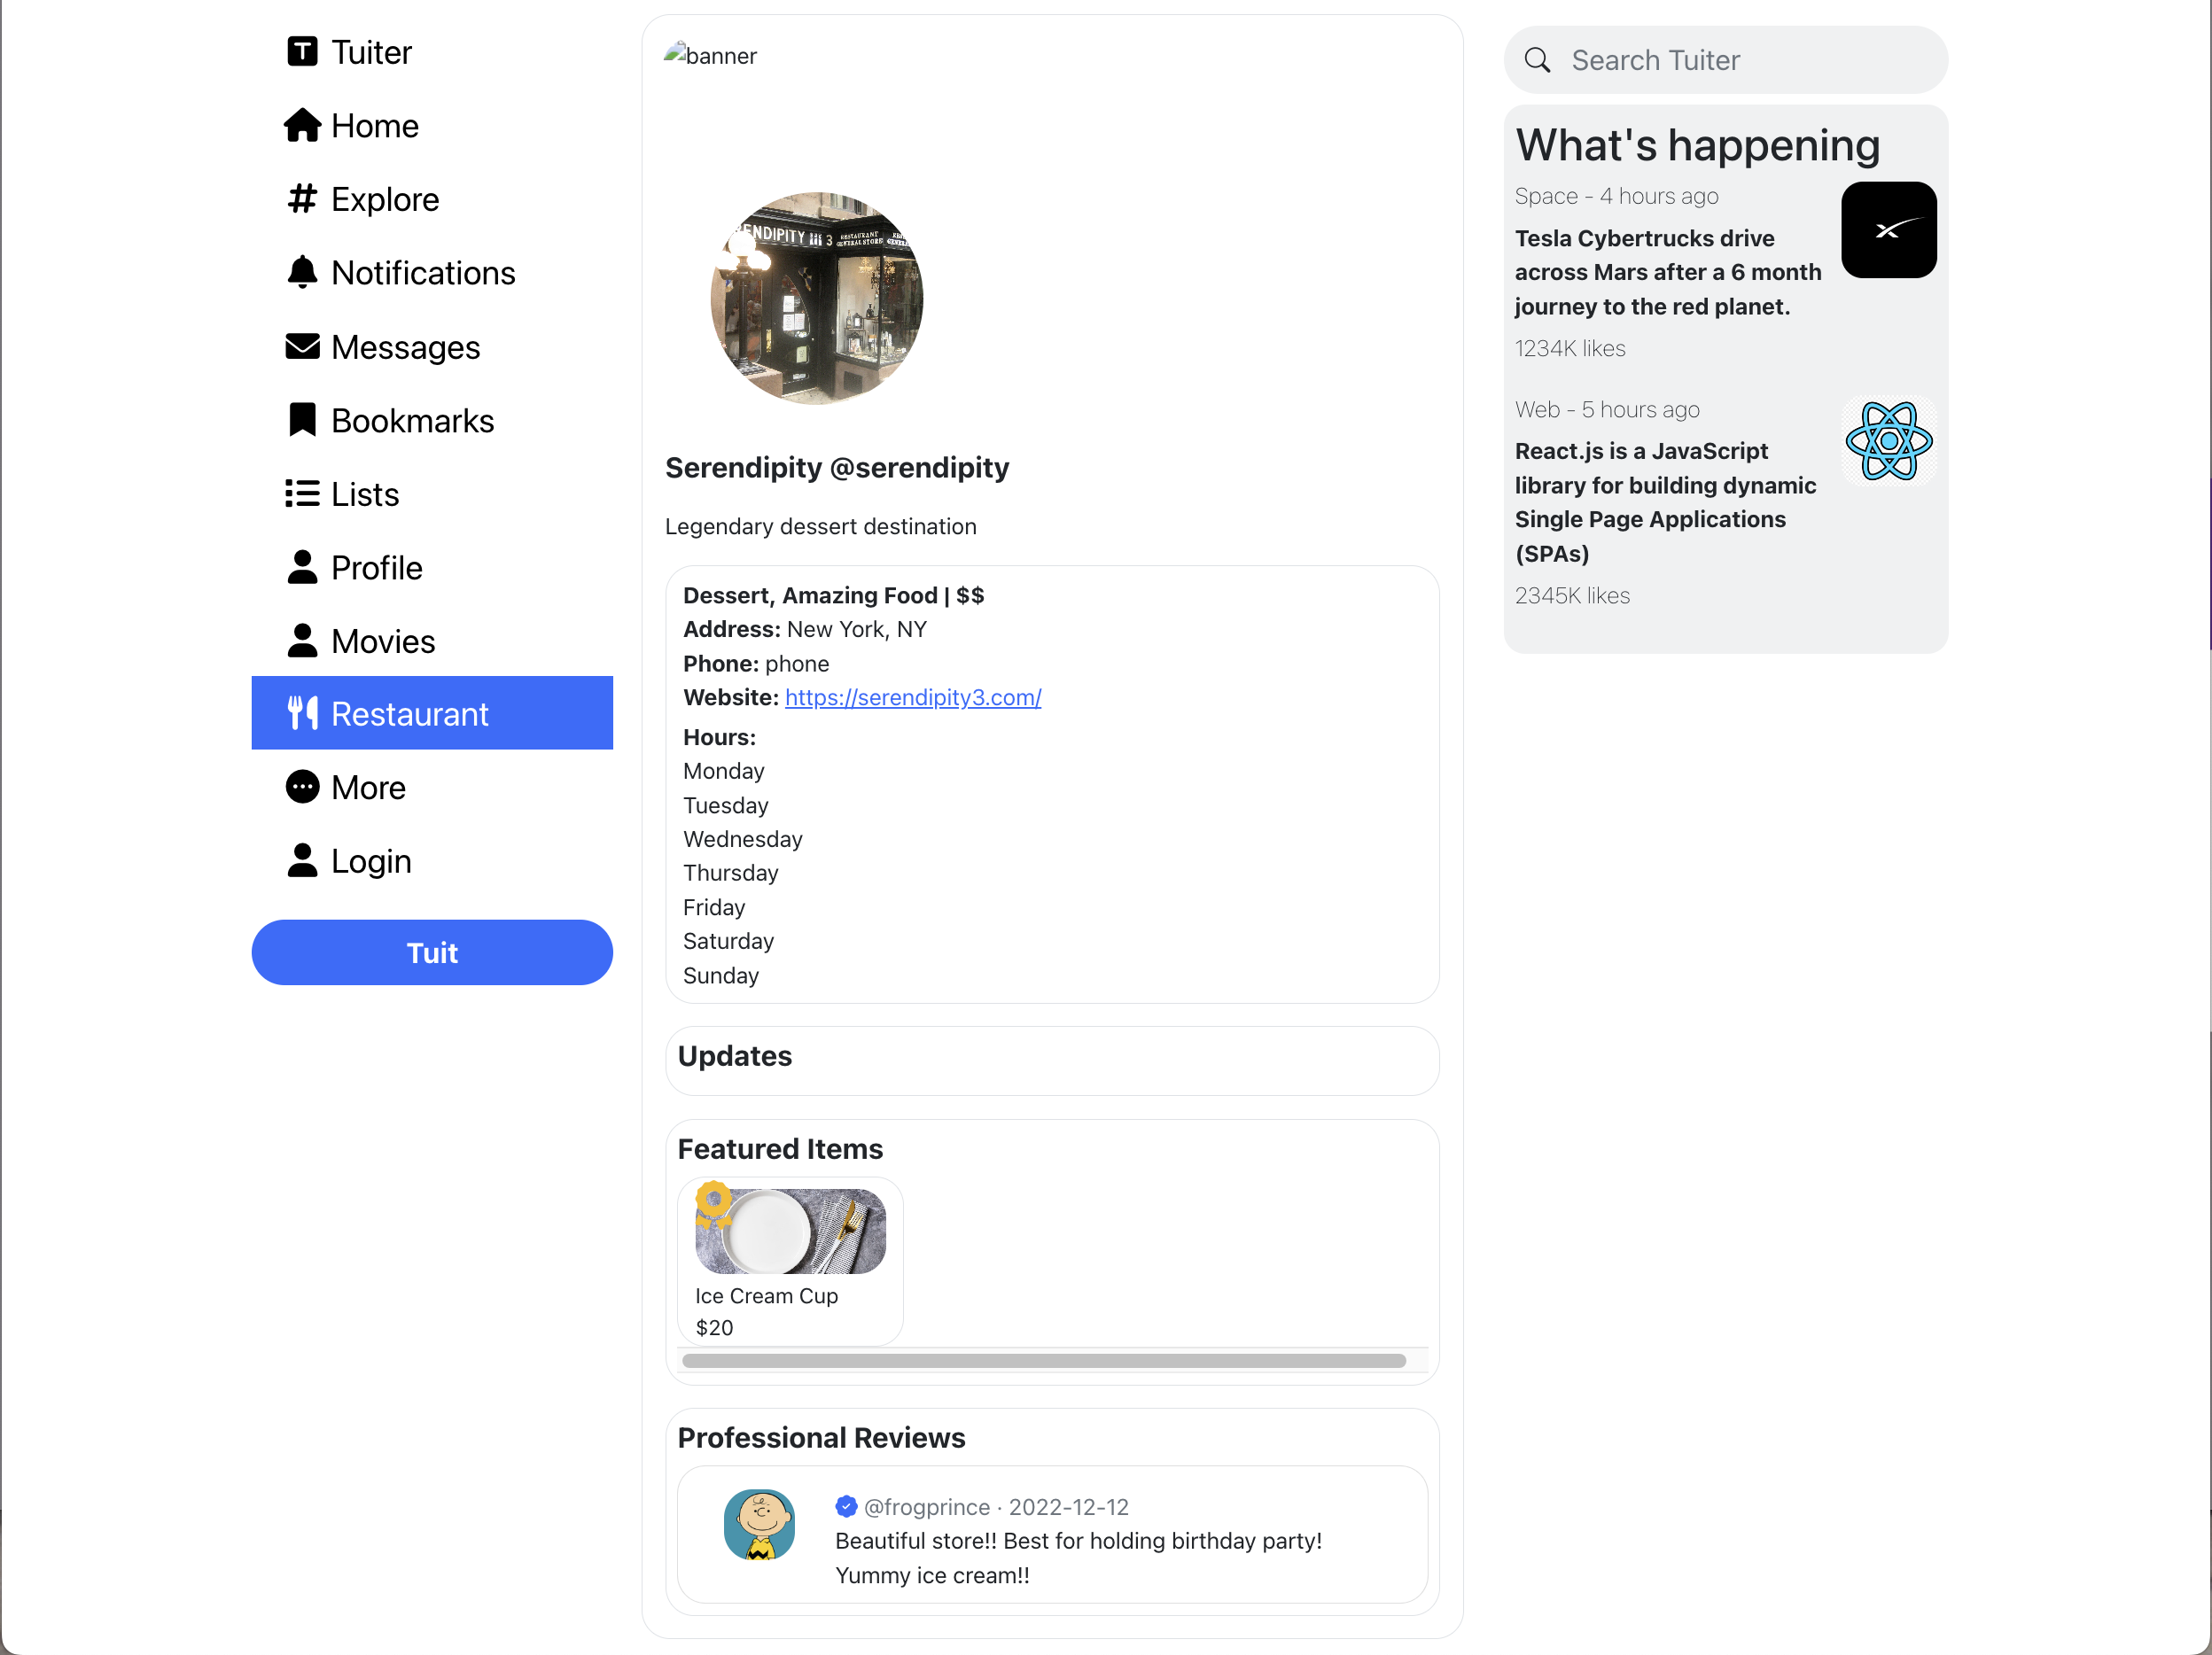 Tuiter
Home
Explore
Notifications
Messages
Bookmarks
Lists
Profile
Movies
Restaurant
More
Login
Tuit
banner
ENDIPITY 3
RESTAURANT
GENERAL STORE
Serendipity @serendipity
Legendary dessert destination
Dessert, Amazing Food | $$
Address: New York, NY
Phone: phone
Website: https://serendipity3.com/
Hours:
Monday
Tuesday
Wednesday
Thursday
Friday
Saturday
Sunday
Updates
Featured Items
Ice Cream Cup
$20
Professional Reviews
@frogprince · 2022-12-12
Beautiful store!! Best for holding birthday party!
Yummy ice cream!!
Search Tuiter
What's happening
Space - 4 hours ago
Tesla Cybertrucks drive
across Mars after a 6 month
journey to the red planet.
1234K likes
Web - 5 hours ago
React.js is a JavaScript
library for building dynamic
Single Page Applications
(SPAs)
2345K likes